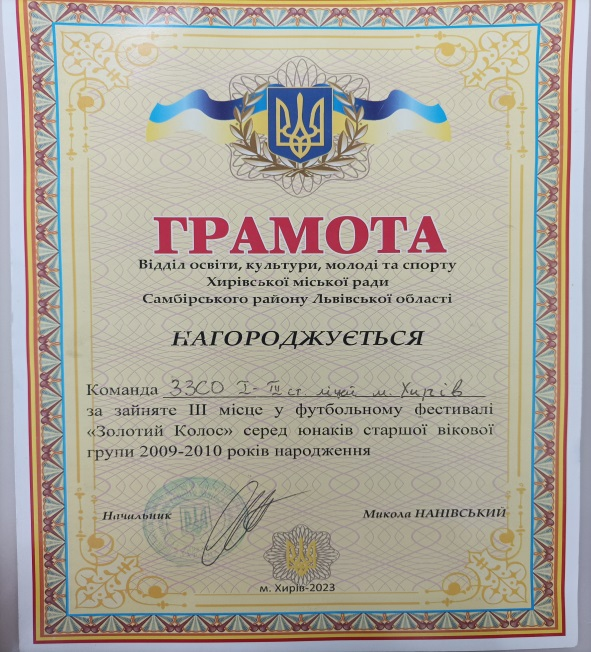 ГРАМОТА
Відділ освіти, культури, молоді та спорту
Хирівської міської ради
Самбірського району Львівської області
НАГОРОДЖУЄТЬСЯ
Команда ЗЗСО І-ІІІ ст ліцей м. Хирів
за зайняте ІІІ місце у футбольному фестивалі
«Золотий Колос» серед юнаків старшої вікової
групи 2009-2010 років народження
Начальник Микола НАНІВСЬКИЙ
м. Хирів-2023